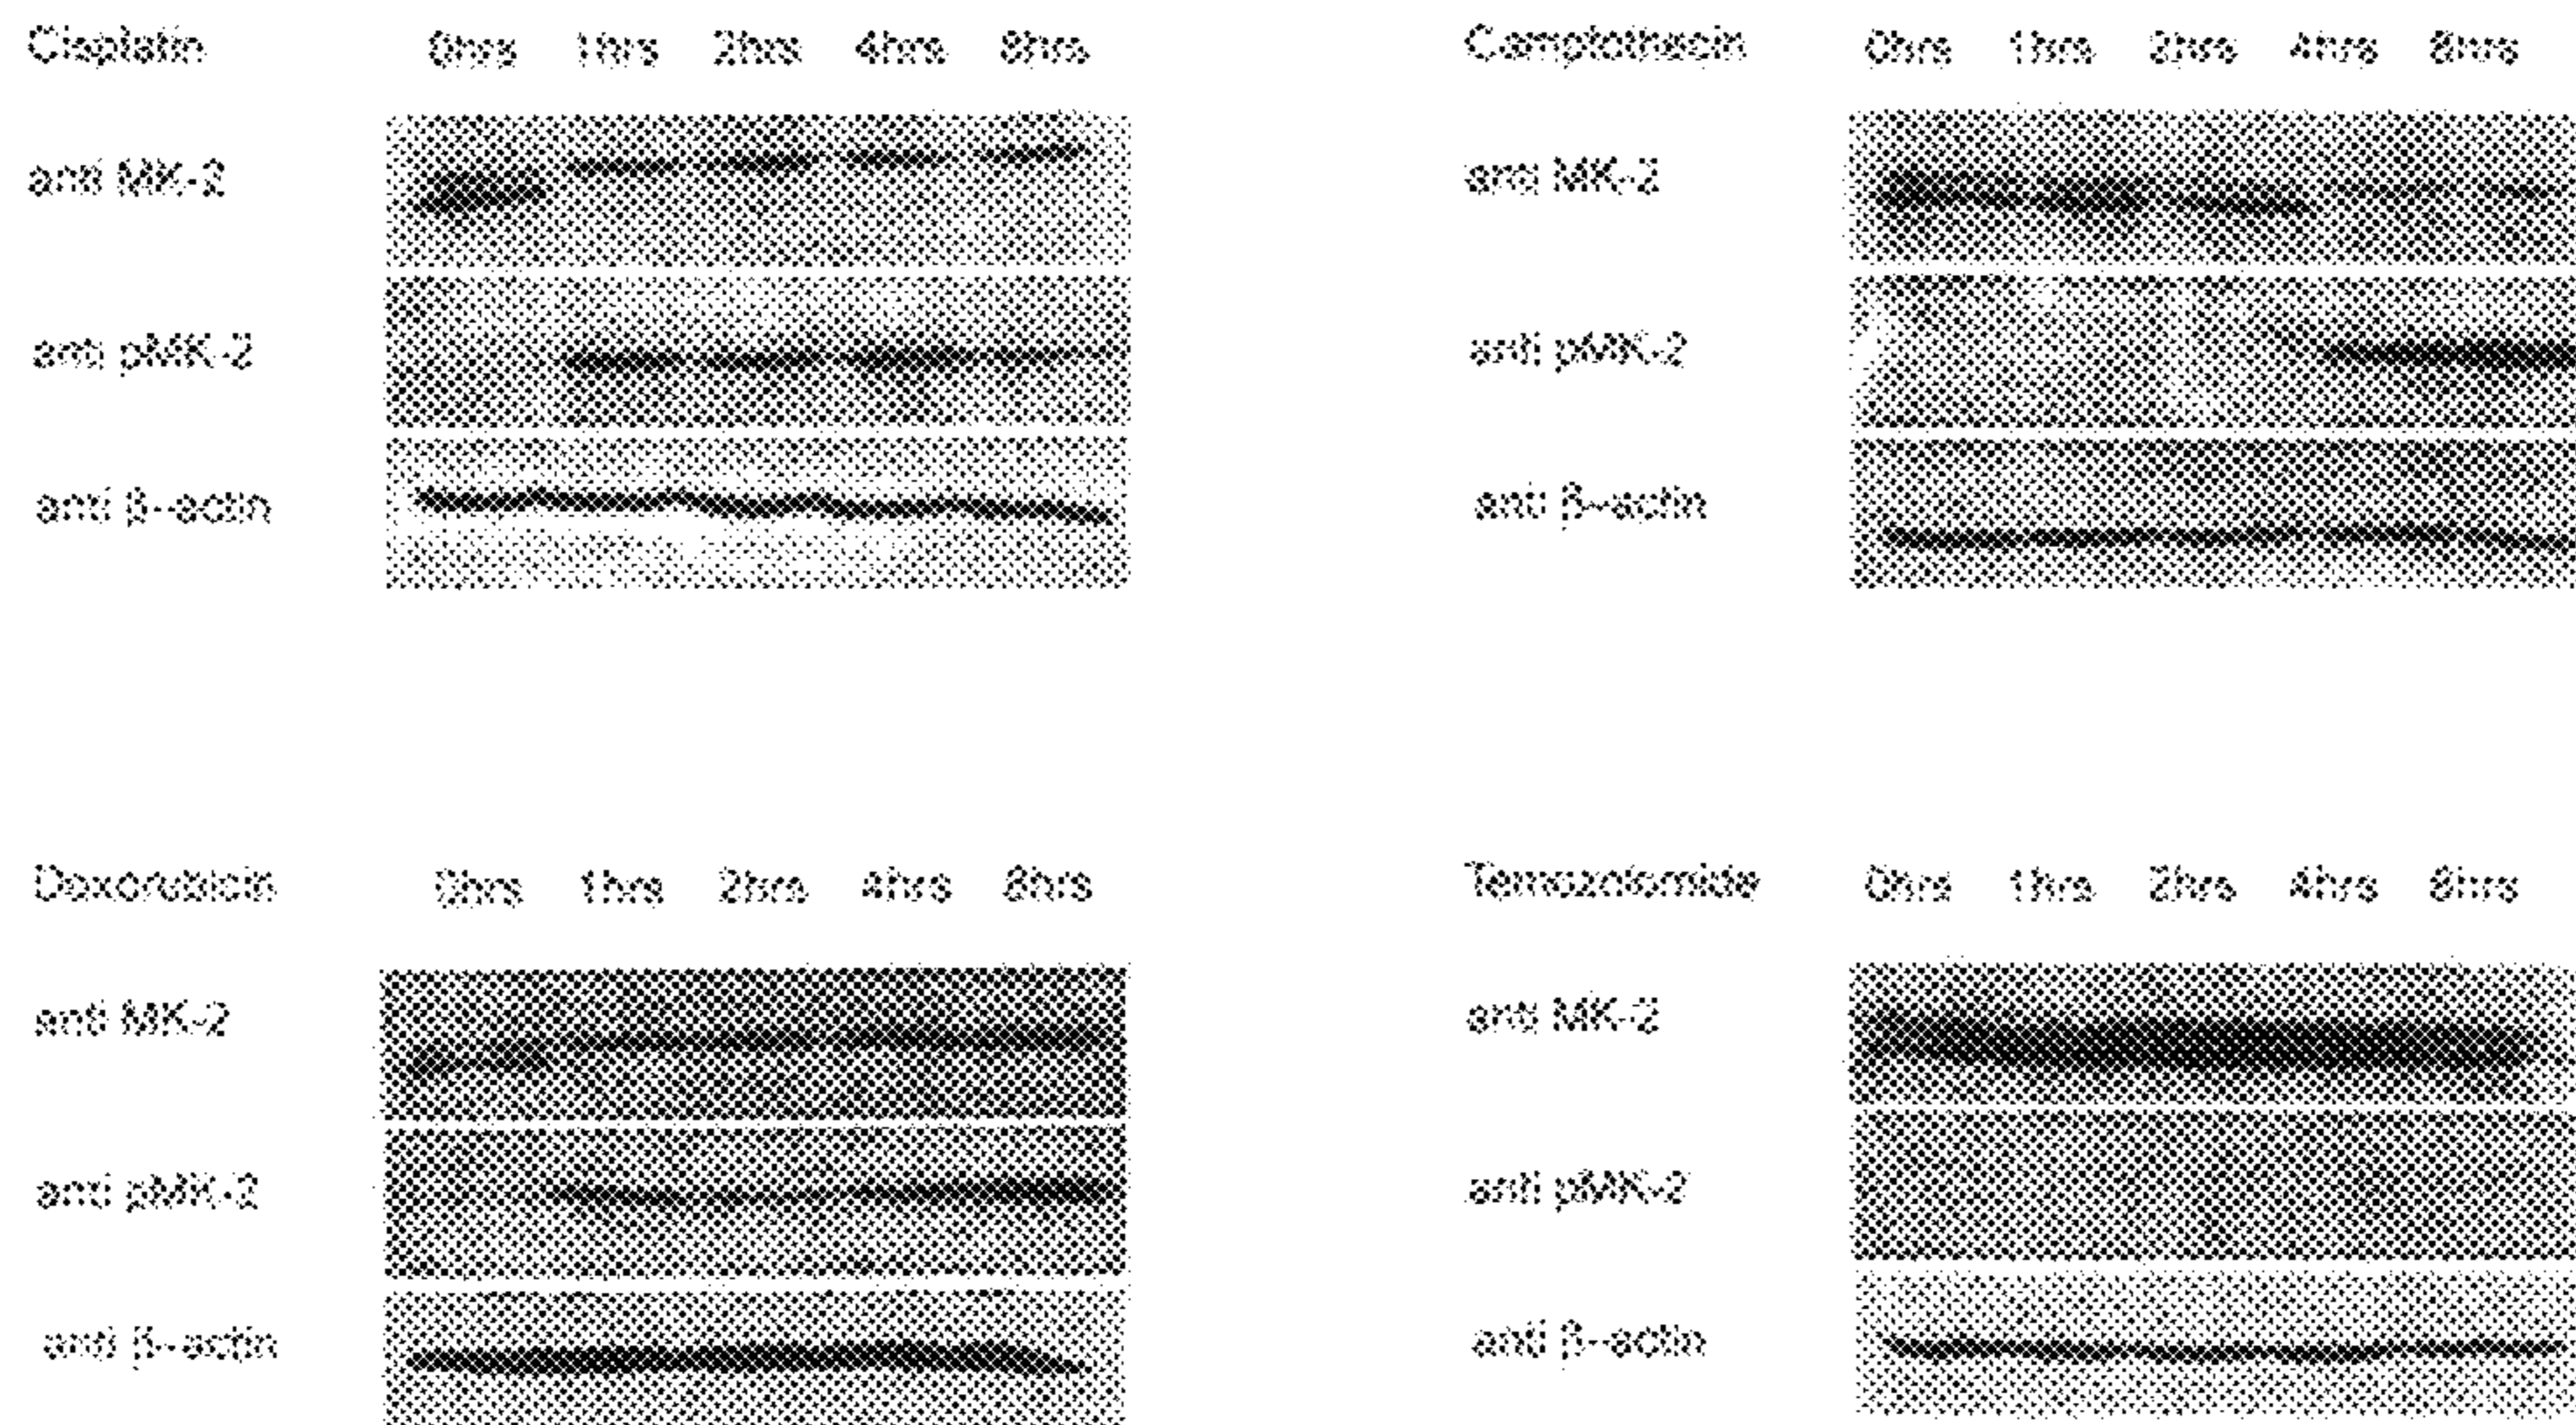 Cisplatin 0hrs 1hrs 2hrs 4hrs 8hrs
anti MK-2
anti pMK-2
anti β-actin
Camptothecin 0hrs 1hrs 2hrs 4hrs 8hrs
anti MK-2
anti pMK-2
anti β-actin
Doxorubicin 0hrs 1hrs 2hrs 4hrs 8hrs
anti MK-2
anti pMK-2
anti β-actin
Temozolomide 0hrs 1hrs 2hrs 4hrs 8hrs
anti MK-2
anti pMK-2
anti β-actin